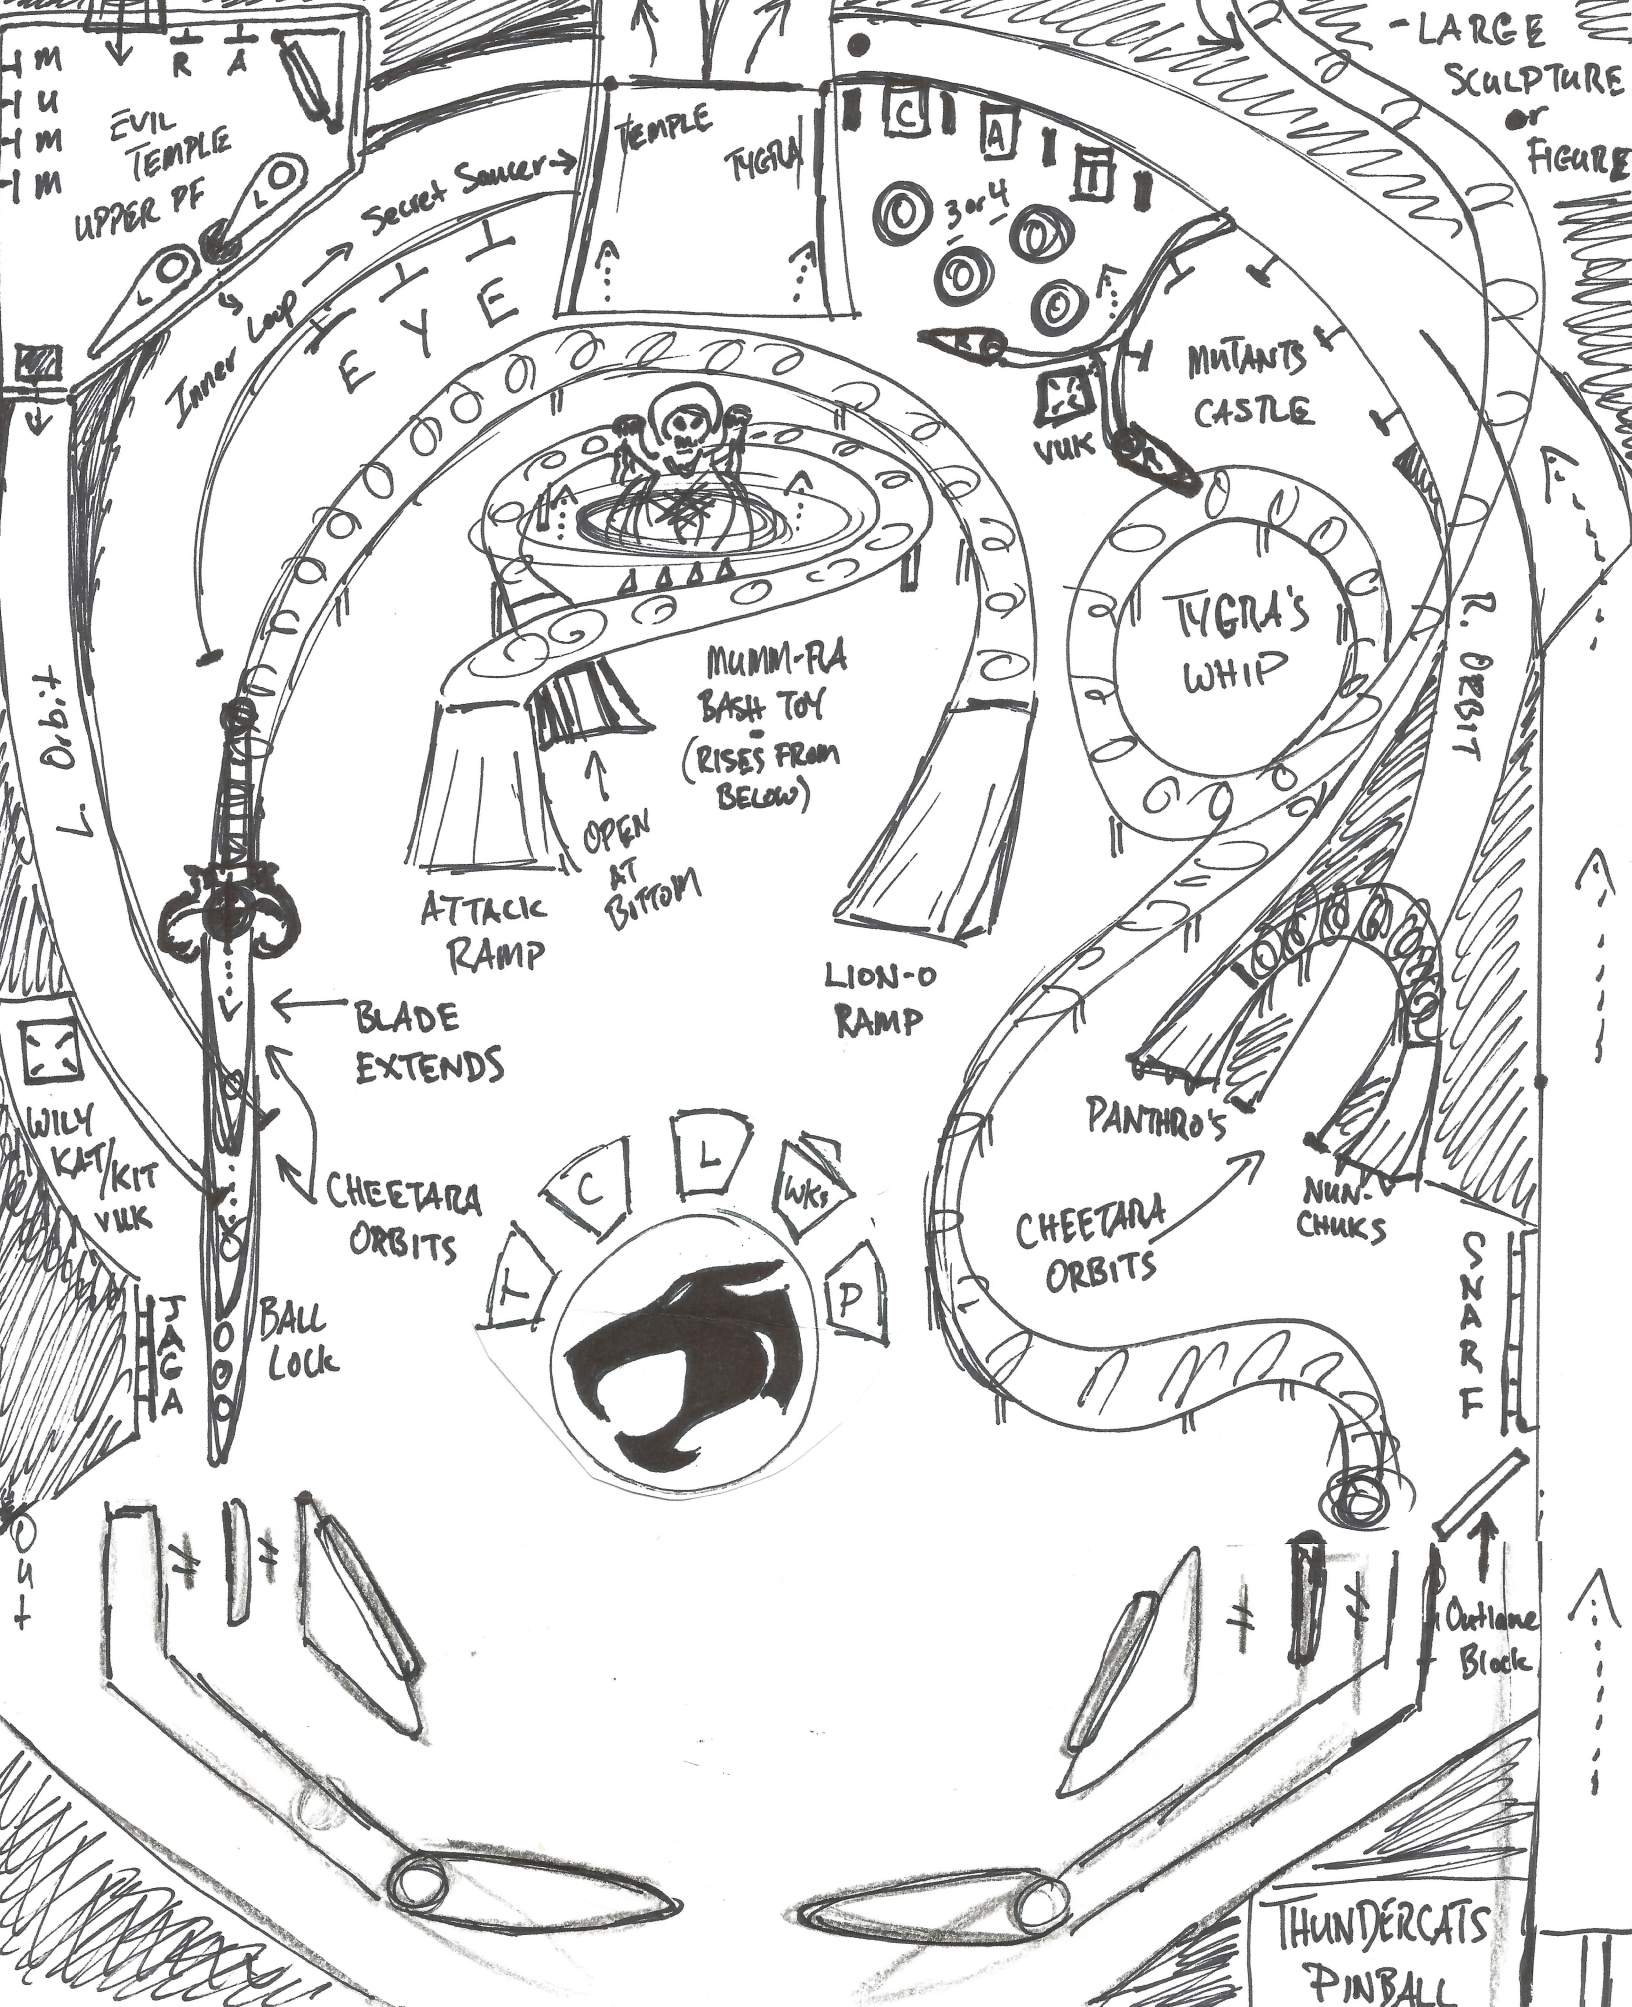 - LARGE
SCULPTURE
or
FIGURE
M
U
M
M
R A
EVIL
TEMPLE
UPPER PF
L
L
Secret Saucer
Inner Loop
E Y E
TEMPLE
TYGRA
C
A
T
3 or 4
R
R
VUK
MUTANTS
CASTLE
TYGRA'S
WHIP
L. Orbit
R. ORBIT
MUMM-RA
BASH TOY
(RISES FROM
BELOW)
OPEN
AT
BOTTOM
ATTACK
RAMP
LION-O
RAMP
BLADE
EXTENDS
CHEETARA
ORBITS
WILY
KAT/KIT
VUK
PANTHRO'S
NUN-
CHUKS
CHEETARA
ORBITS
T
C
L
WKs
P
JAGA
BALL
LOCK
SNARF
Out
Outlane
Block
THUNDERCATS
PINBALL